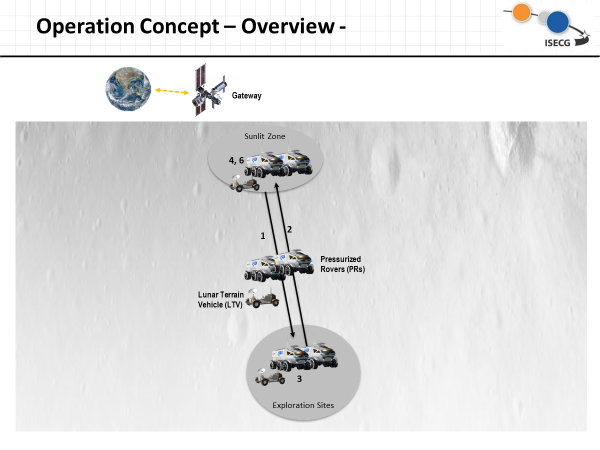 Operation Concept – Overview -
ISECG
Gateway
Sunlit Zone
4, 6
1
2
Pressurized
Rovers (PRs)
Lunar Terrain
Vehicle (LTV)
3
Exploration Sites